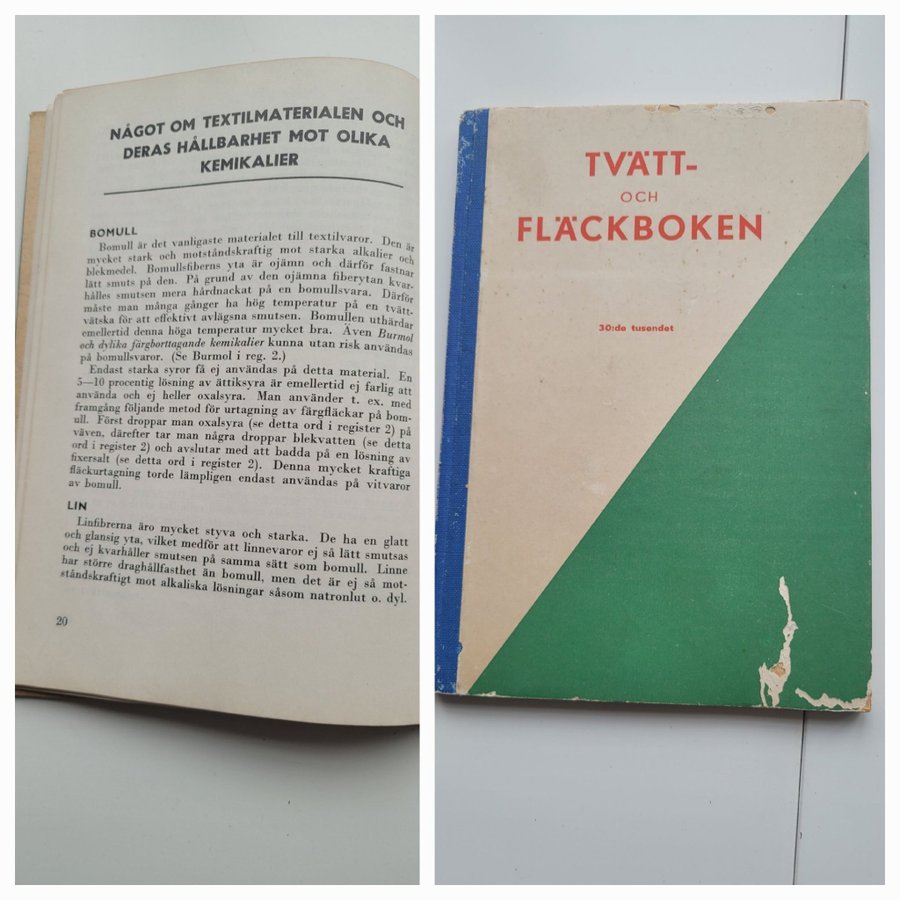 NÅGOT OM TEXTILMATERIALEN OCH
DERAS HÅLLBARHET MOT OLIKA
KEMIKALIER
BOMULL
Bomull är det vanligaste materialet till textilvaror. Den är
mycket stark och motståndskraftig mot starka alkalier och
blekmedel. Bomullsfiberns yta är ojämn och därför fastnar
lätt smuts på den. På grund av den ojämna fiberytan kvar-
hålles smutsen mera hårdnackat på en bomullsvara. Därför
måste man många gånger ha hög temperatur på en tvätt-
vätska för att effektivt avlägsna smutsen. Bomullen uthärdar
emellertid denna höga temperatur mycket bra. Även Burmol
och dylika färgborttagande kemikalier kunna utan risk användas
på bomullsvaror. (Se Burmol i reg. 2.)
Endast starka syror få ej användas på detta material. En
5—10 procentig lösning av ättiksyra är emellertid ej farlig att
använda och ej heller oxalsyra. Man använder t. ex. med
framgång följande metod för urtagning av färgfläckar på bom-
ull. Först droppar man oxalsyra (se detta ord i register 2) på
väven, därefter tar man några droppar blekvatten (se detta
ord i register 2) och avslutar med att badda på en lösning av
fixersalt (se detta ord i register 2). Denna mycket kraftiga
fläckurtagning torde lämpligen endast användas på vitvaror
av bomull.
LIN
Linfibrerna äro mycket styva och starka. De ha en glatt
och glansig yta, vilket medför att linnevaror ej så lätt smutsas
och ej kvarhåller smutsen på samma sätt som bomull. Linne
har större draghållfasthet än bomull, men det är ej så mot-
ståndskraftigt mot alkaliska lösningar såsom natronlut o. dyl.
20
TVÄTT-
OCH
FLÄCKBOKEN
30:de tusendet